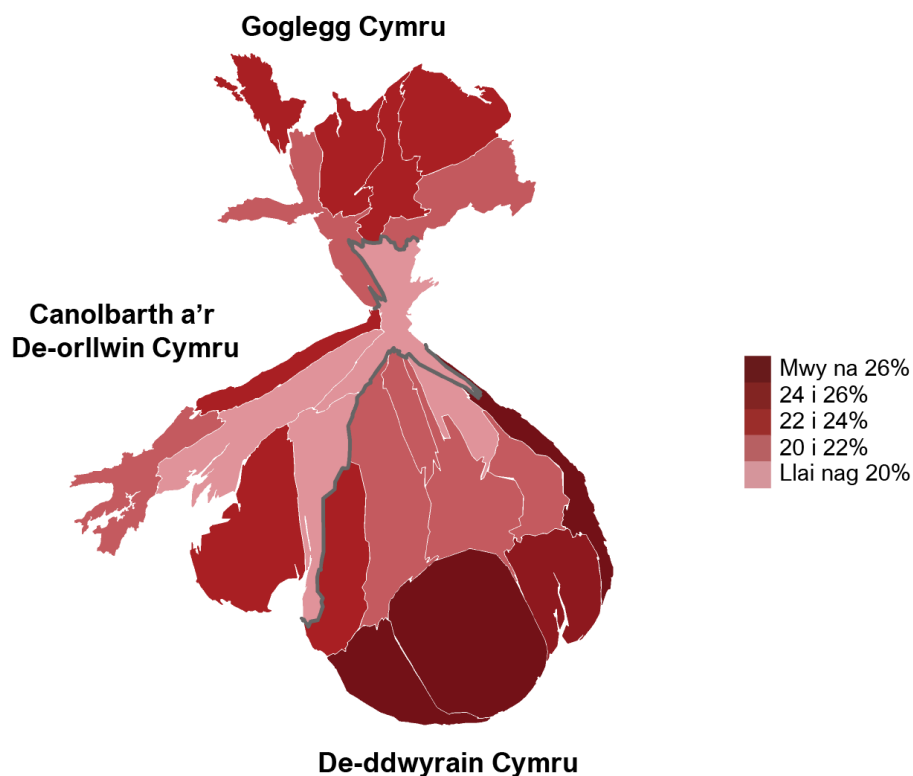 Goglegg Cymru
Canolbarth a’r
De-orllwin Cymru
Mwy na 26%
24 i 26%
22 i 24%
20 i 22%
Llai nag 20%
De-ddwyrain Cymru